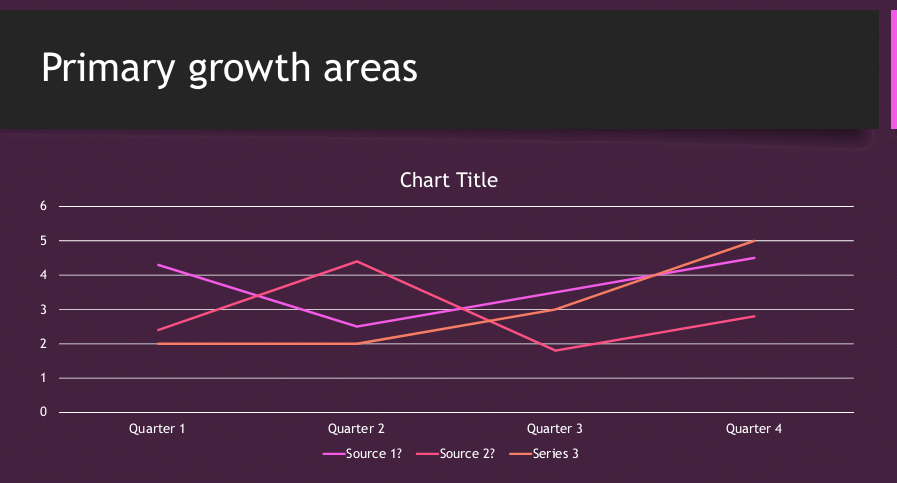 Primary growth areas
Chart Title
6
5
4
3
2
1
0
Quarter 1 Quarter 2 Quarter 3 Quarter 4
Source 1? Source 2? Series 3